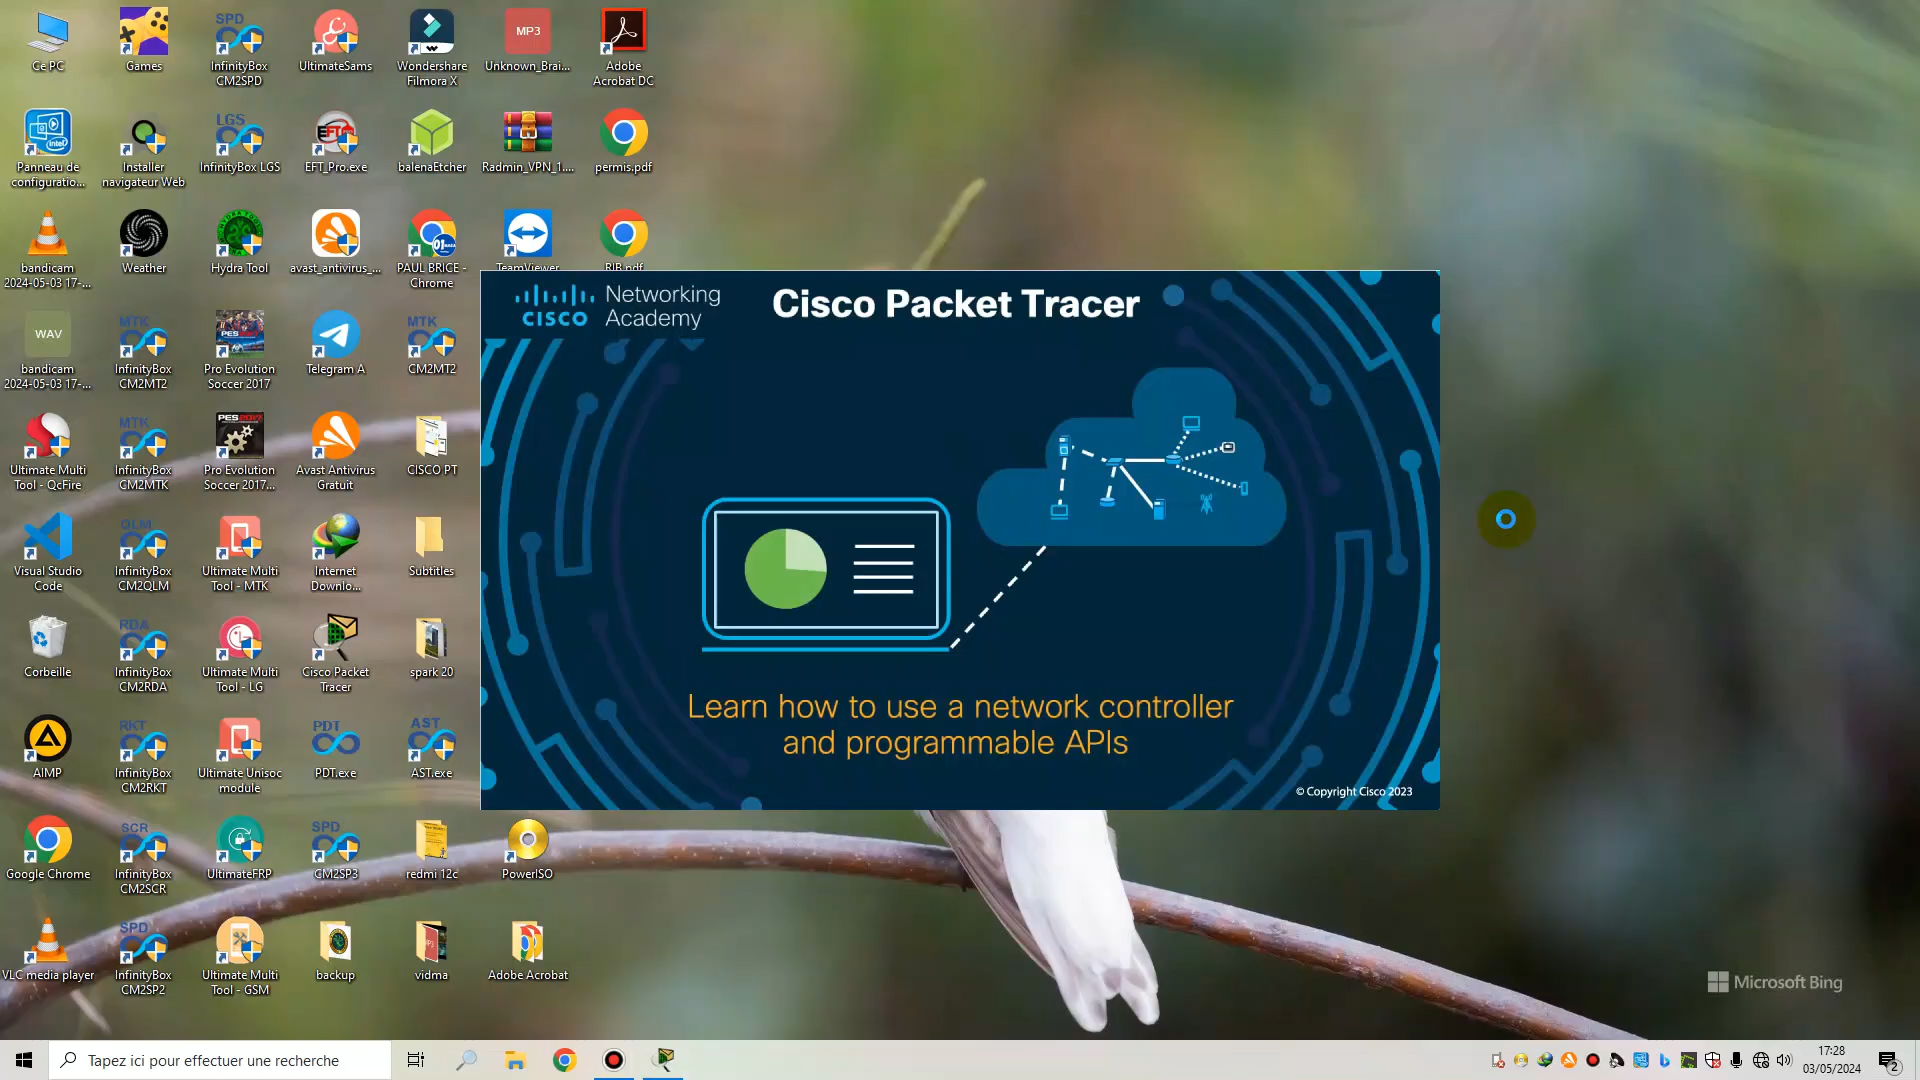 Ce PC
Games
SPD
InfinityBox
CM2SPD
UltimateSams
Wondershare
Filmora X
MP3
Unknown_Brai...
Adobe
Acrobat DC
intel
Panneau de
configuratio...
Installer
navigateur Web
LGS
InfinityBox LGS
EFT
EFT_Pro.exe
balenaEtcher
Radmin_VPN_1....
permis.pdf
bandicam
2024-05-03 17-...
Weather
Hydra Tool
avast_antivirus_...
01
PAUL BRICE -
Chrome
TeamViewer
RIB.pdf
WAV
bandicam
2024-05-03 17-...
MTK
InfinityBox
CM2MT2
PES 2017
Pro Evolution
Soccer 2017
Telegram A
MTK
CM2MT2
Ultimate Multi
Tool - QcFire
MTK
InfinityBox
CM2MTK
PES 2017
Pro Evolution
Soccer 2017...
Avast Antivirus
Gratuit
CISCO PT
Visual Studio
Code
QLM
InfinityBox
CM2QLM
Ultimate Multi
Tool - MTK
Internet
Downlo...
Subtitles
Corbeille
RDA
InfinityBox
CM2RDA
Ultimate Multi
Tool - LG
Cisco Packet
Tracer
spark 20
AIMP
RKT
InfinityBox
CM2RKT
Ultimate Unisoc
module
PDT
PDT.exe
AST
AST.exe
Google Chrome
SCR
InfinityBox
CM2SCR
UltimateFRP
SPD
CM2SP3
redmi 12c
PowerISO
VLC media player
SPD
InfinityBox
CM2SP2
Ultimate Multi
Tool - GSM
backup
vidma
Adobe Acrobat
CISCO
Networking
Academy
Cisco Packet Tracer
Learn how to use a network controller
and programmable APIs
© Copyright Cisco 2023
Microsoft Bing
Tapez ici pour effectuer une recherche
17:28
03/05/2024
2